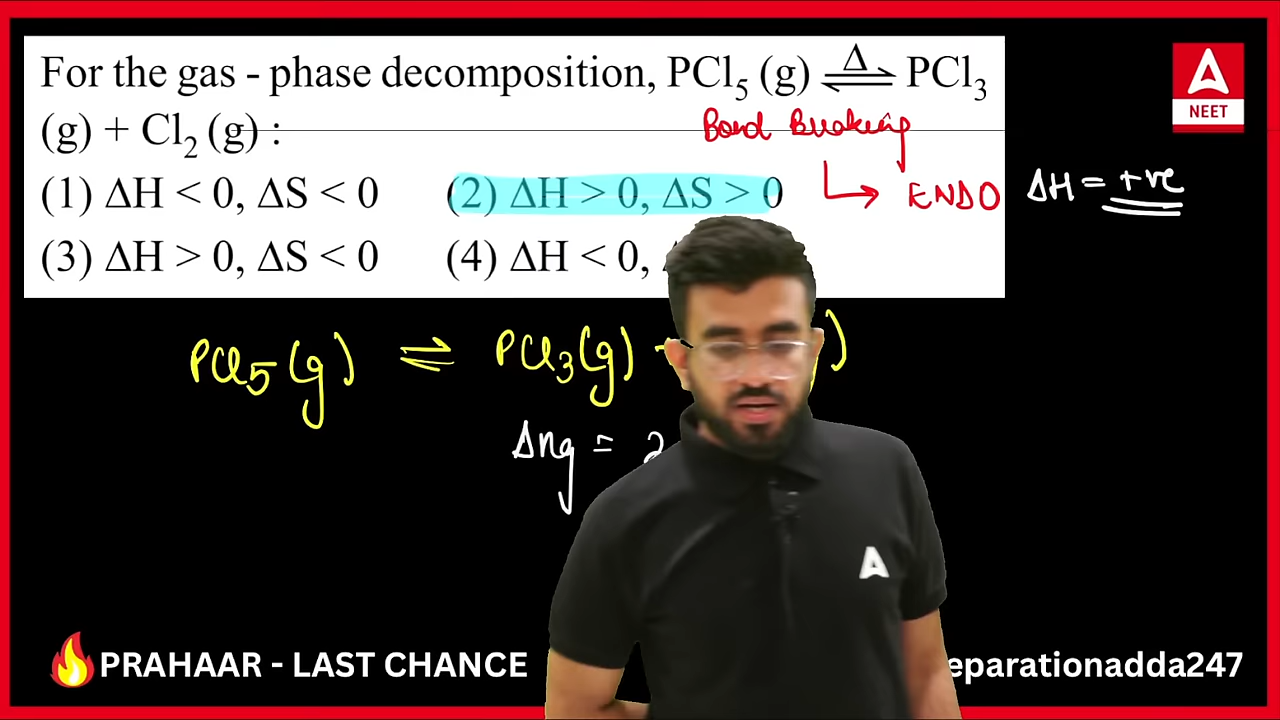 For the gas - phase decomposition, PCl₅ (g) ⇌ Δ PCl₃
(g) + Cl₂ (g) :
Bond Breaking
(1) ΔH < 0, ΔS < 0 (2) ΔH > 0, ΔS > 0
↳ ENDO ΔH = +ve
(3) ΔH > 0, ΔS < 0 (4) ΔH < 0,
NEET
PCl₅(g) ⇌ PCl₃(g) )
Δng = 2
A
PRAHAAR - LAST CHANCE
eparationadda247